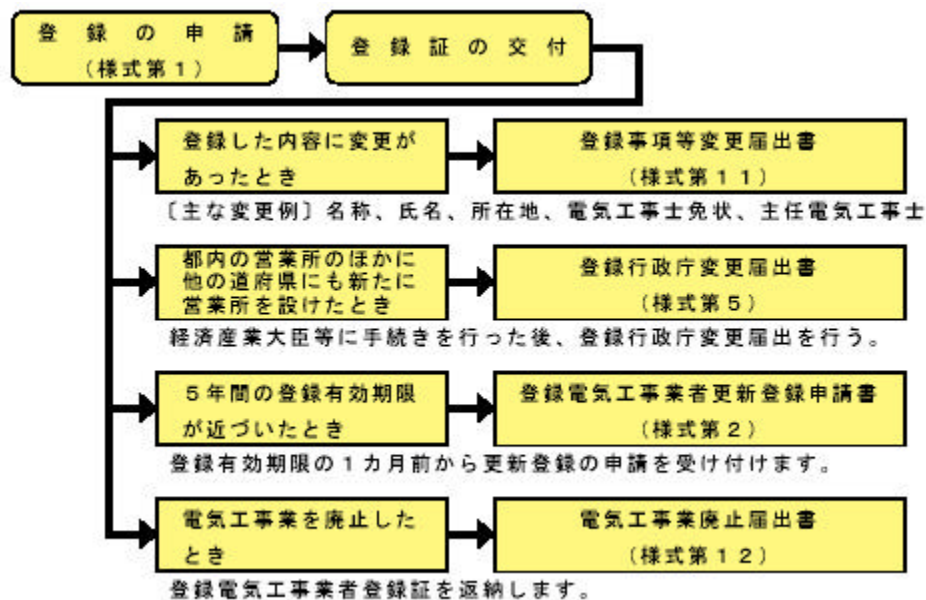 登録の申請
（様式第１）
登録証の交付
登録した内容に変更が
あったとき
登録事項等変更届出書
（様式第１１）
〔主な変更例〕名称、氏名、所在地、電気工事士免状、主任電気工事士
都内の営業所のほかに
他の道府県にも新たに
営業所を設けたとき
登録行政庁変更届出書
（様式第５）
経済産業大臣等に手続きを行った後、登録行政庁変更届出を行う。
５年間の登録有効期限
が近づいたとき
登録電気工事業者更新登録申請書
（様式第２）
登録有効期限の１カ月前から更新登録の申請を受け付けます。
電気工事業を廃止した
とき
電気工事業廃止届出書
（様式第１２）
登録電気工事業者登録証を返納します。